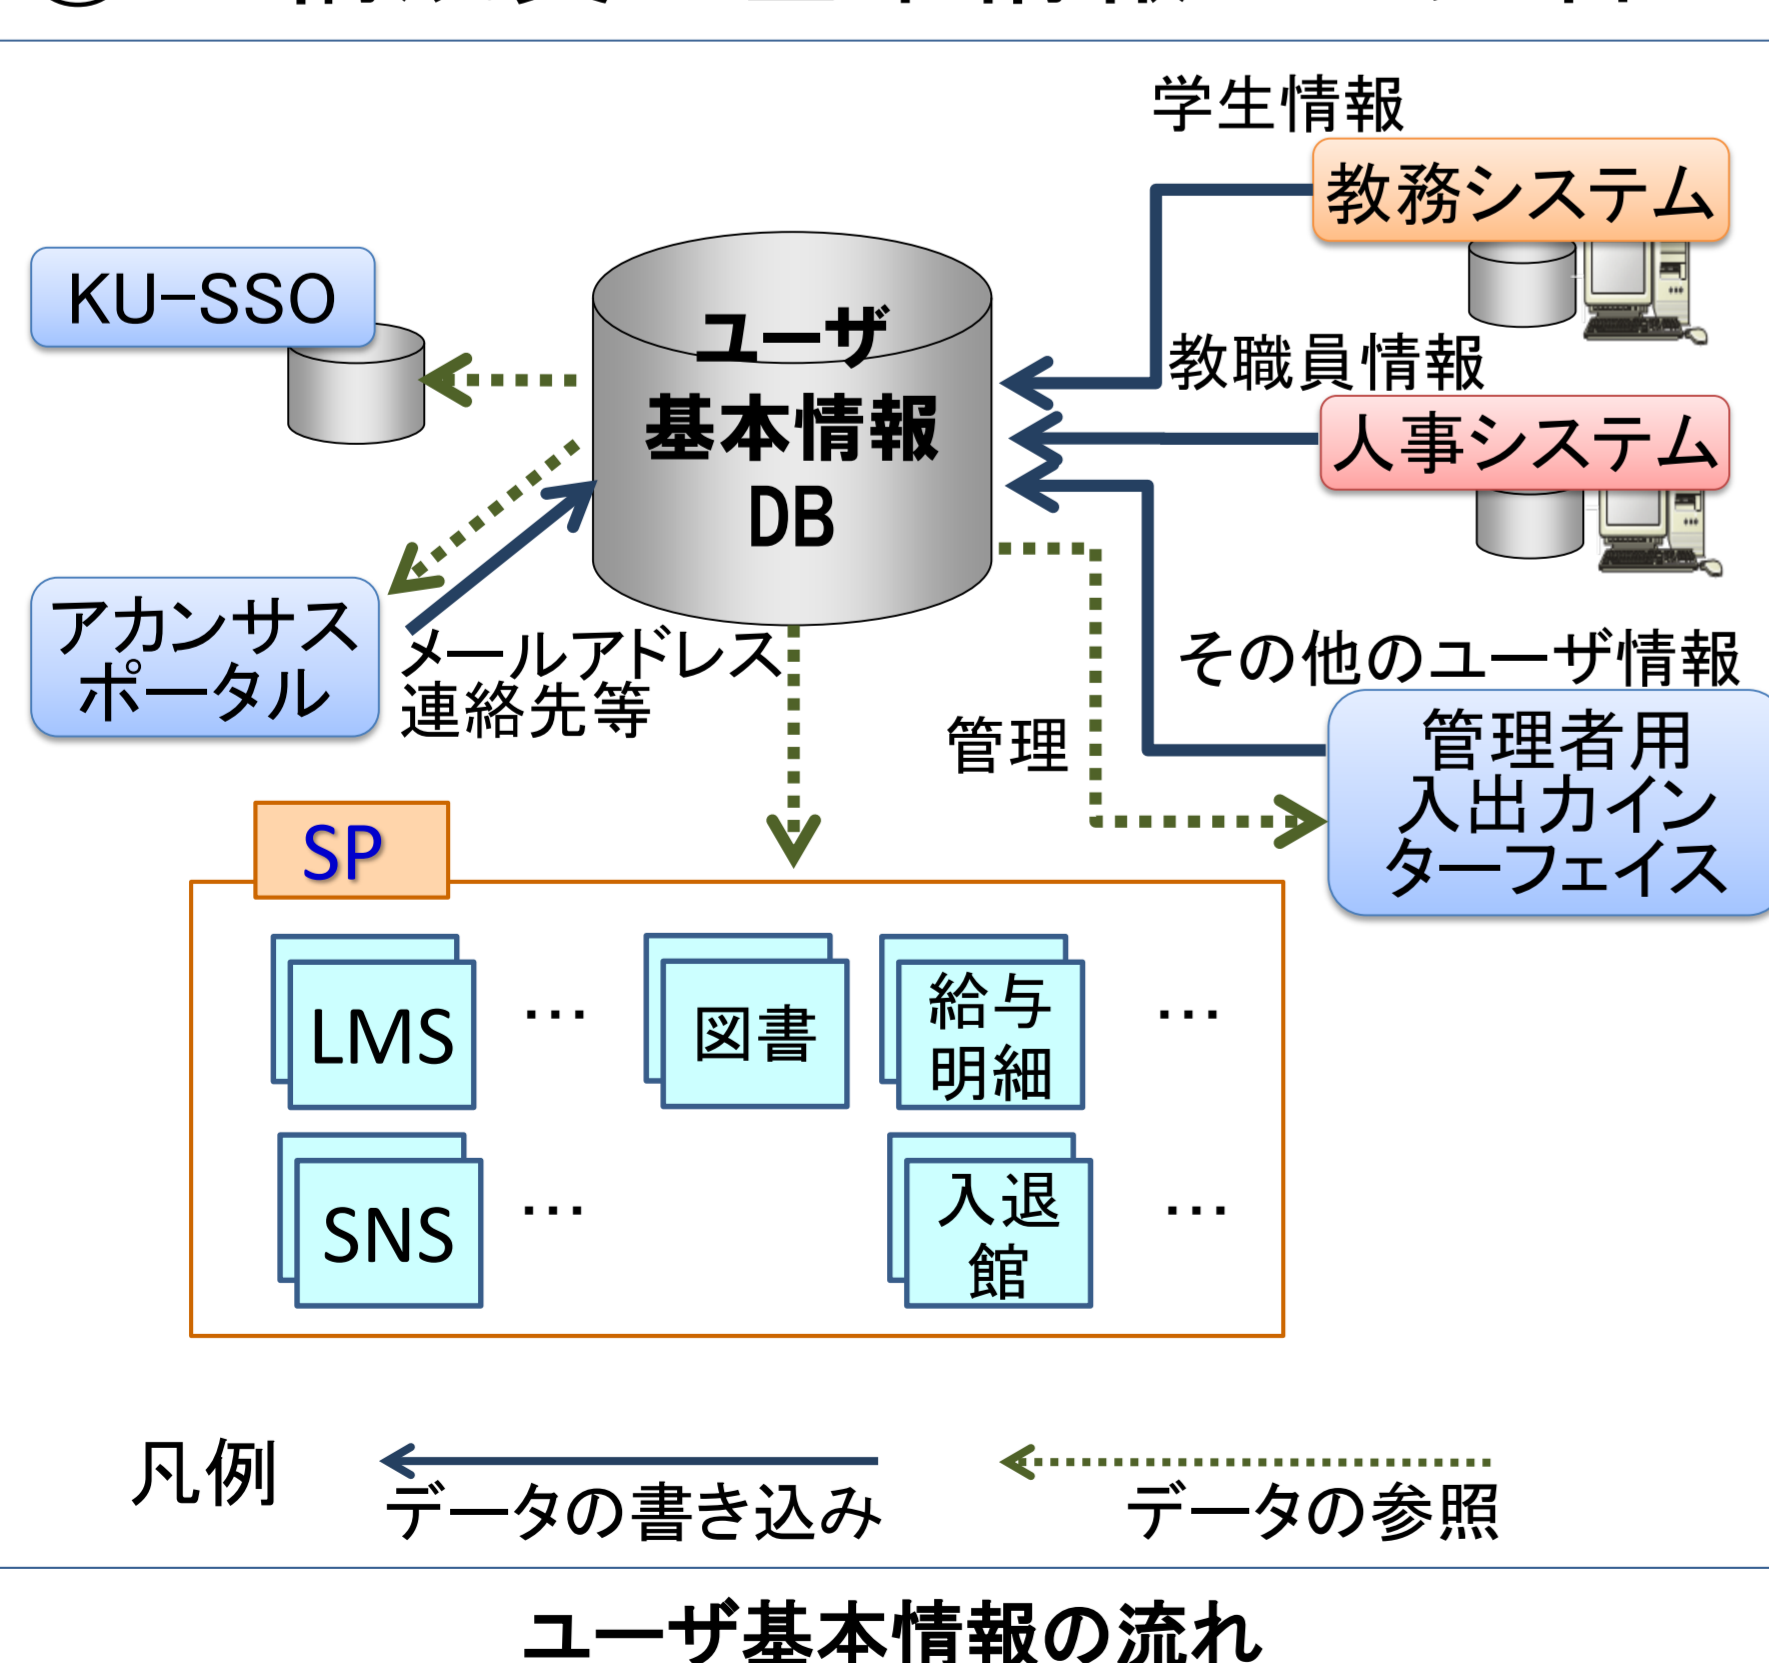 学生情報
教務システム
KU-SSO
ユーザ
基本情報
DB
教職員情報
人事システム
アカンサス
ポータル
メールアドレス
連絡先等
その他のユーザ情報
管理
管理者用
入出力イン
ターフェイス
SP
LMS
…
図書
給与
明細
…
SNS
…
入退
館
…
凡例
データの書き込み
データの参照
ユーザ基本情報の流れ